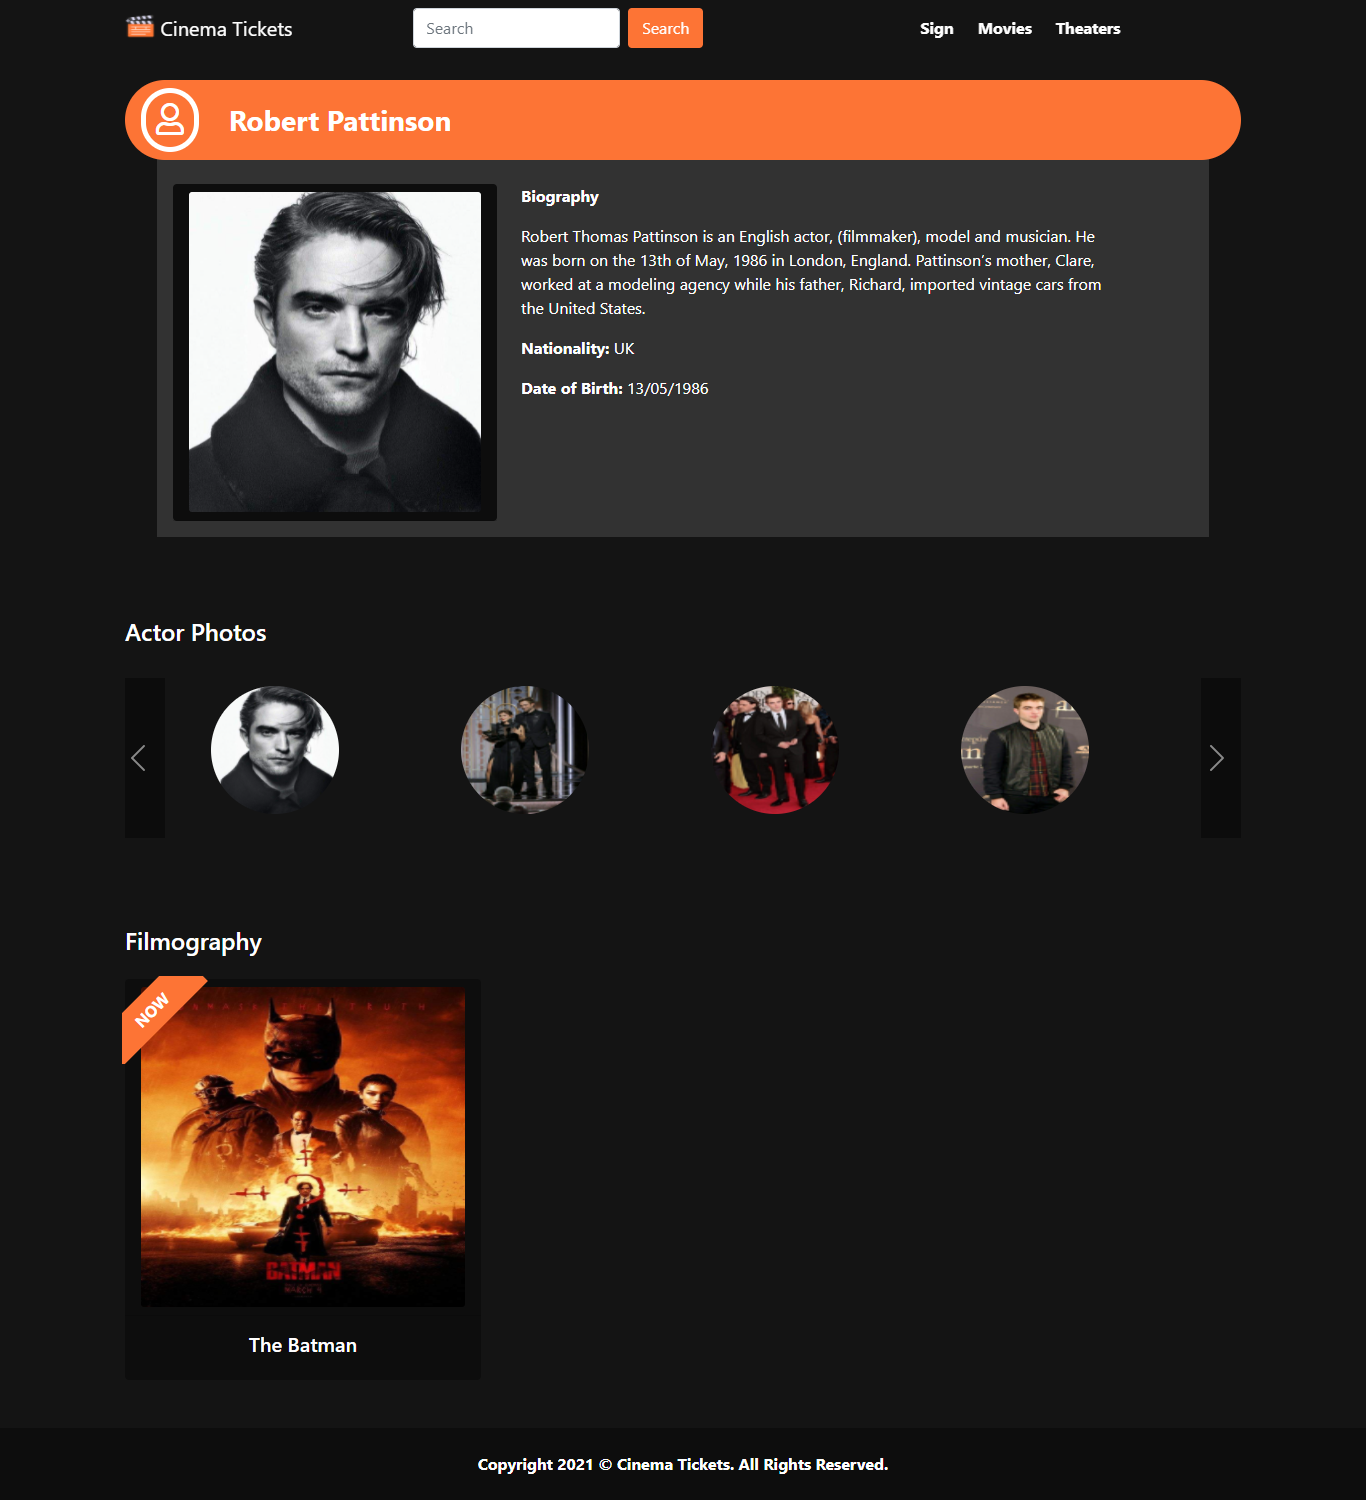 Cinema Tickets
Search
Search
Sign
Movies
Theaters
Robert Pattinson
Biography
Robert Thomas Pattinson is an English actor, (filmmaker), model and musician. He
was born on the 13th of May, 1986 in London, England. Pattinson’s mother, Clare,
worked at a modeling agency while his father, Richard, imported vintage cars from
the United States.
Nationality: UK
Date of Birth: 13/05/1986
Actor Photos
Filmography
NOW
THE TRUTH
BATMAN
MARCH 4
The Batman
Copyright 2021 © Cinema Tickets. All Rights Reserved.